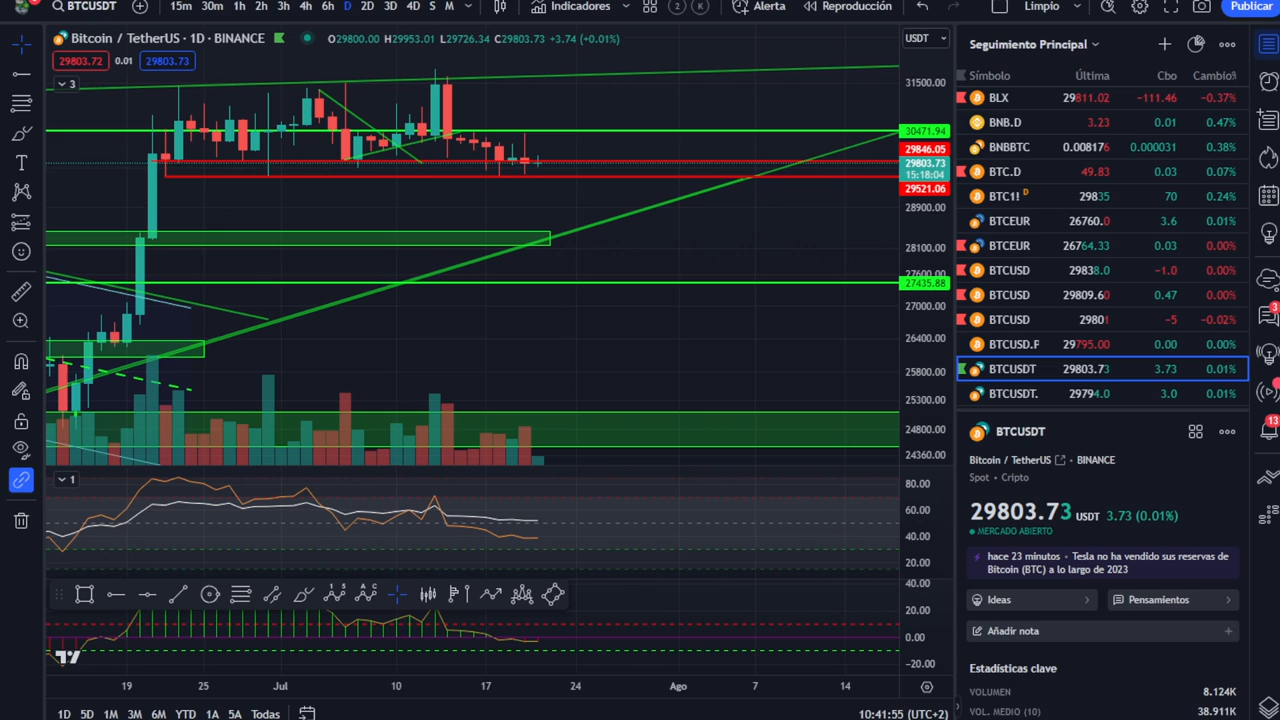 BTCUSDT
15m 30m 1h 2h 3h 4h 6h D 2D 3D 4D S M
Indicadores
2 K
Alerta
Reproducción
Limpio
Publicar
Bitcoin / TetherUS · 1D · BINANCE
O29800.00 H29953.01 L29726.34 C29803.73 +3.74 (+0.01%)
29803.72 0.01 29803.73
3
USDT
31500.00
30471.94
29846.05
29803.73
15:18:04
29521.06
28900.00
28100.00
27600.00
27435.88
27000.00
26400.00
25800.00
25300.00
24800.00
24360.00
1
80.00
60.00
40.00
20.00
40.00
20.00
0.00
−20.00
19 25 Jul 10 17 24 Ago 7 14
1D 5D 1M 3M 6M YTD 1A 5A Todas
10:41:55 (UTC+2)
Seguimiento Principal
Símbolo Última Cbo Cambio%
BLX 29811.02 −111.46 −0.37%
BNB.D 3.23 0.01 0.47%
BNBBTC 0.008176 0.000031 0.38%
BTC.D 49.83 0.03 0.07%
BTC1! D 29835 70 0.24%
BTCEUR 26760.0 3.6 0.01%
BTCEUR 26764.33 0.03 0.00%
BTCUSD 29838.0 −1.0 0.00%
BTCUSD 29809.60 0.47 0.00%
BTCUSD 29801 −5 −0.02%
BTCUSD.F 29795.00 0.00 0.00%
BTCUSDT 29803.73 3.73 0.01%
BTCUSDT. 29794.0 3.0 0.01%
BTCUSDT
Bitcoin / TetherUS · BINANCE
Spot · Cripto
29803.73 USDT 3.73 (0.01%)
MERCADO ABIERTO
hace 23 minutos · Tesla no ha vendido sus reservas de
Bitcoin (BTC) a lo largo de 2023
Ideas
Pensamientos
Añadir nota
Estadísticas clave
VOLUMEN 8.124K
VOL. MEDIO (10) 38.911K
3
13